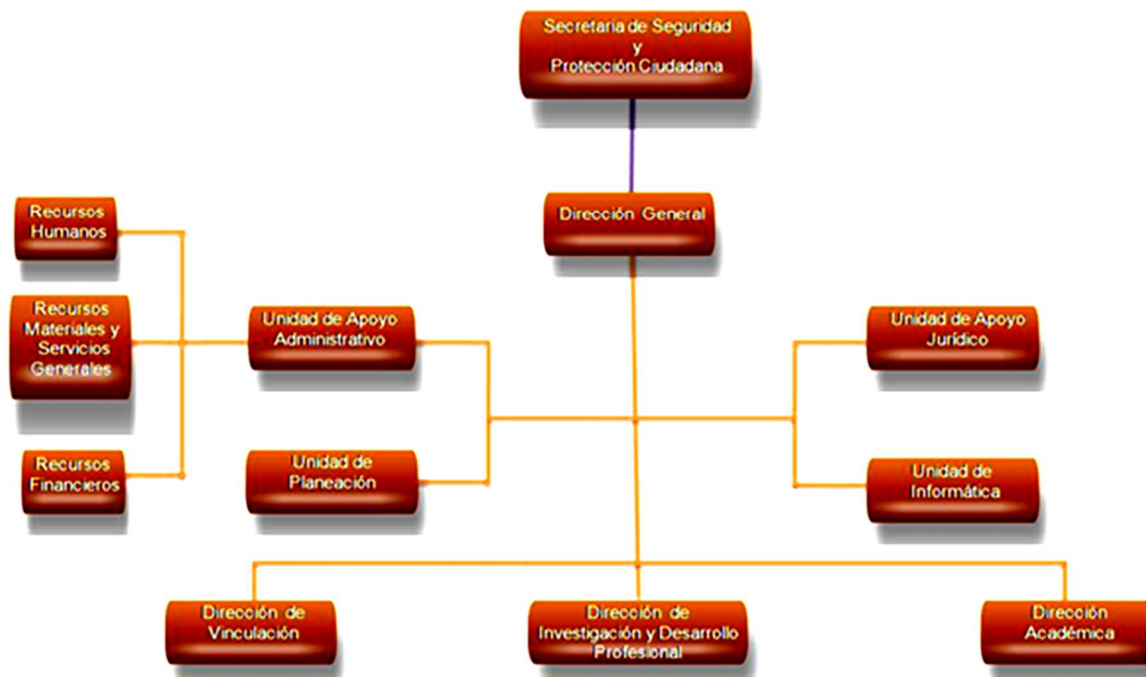 Secretaria de Seguridad
y
Protección Ciudadana
Dirección General
Recursos
Humanos
Recursos
Materiales y
Servicios
Generales
Recursos
Financieros
Unidad de Apoyo
Administrativo
Unidad de
Planeación
Unidad de Apoyo
Jurídico
Unidad de
Informática
Dirección de
Vinculación
Dirección de
Investigación y Desarrollo
Profesional
Dirección
Académica